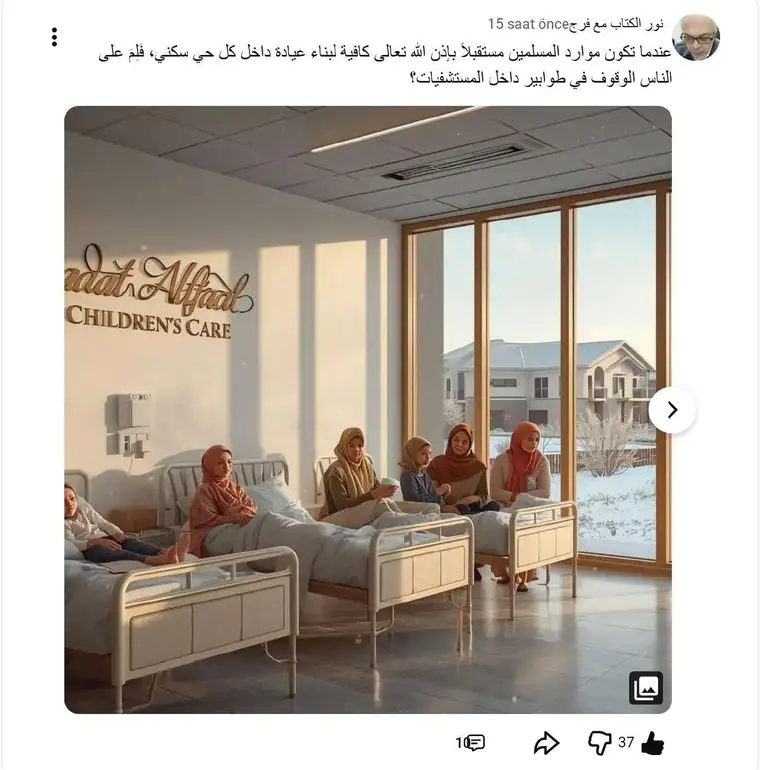 نور الكتاب مع فرج 15 saat önce
عندما تكون موارد المسلمين مستقبلاً بإذن الله تعالى كافية لبناء عيادة داخل كل حي سكني، فَلِمَ على
الناس الوقوف في طوابير داخل المستشفيات؟
adat Alfaal
CHILDREN'S CARE
10
37